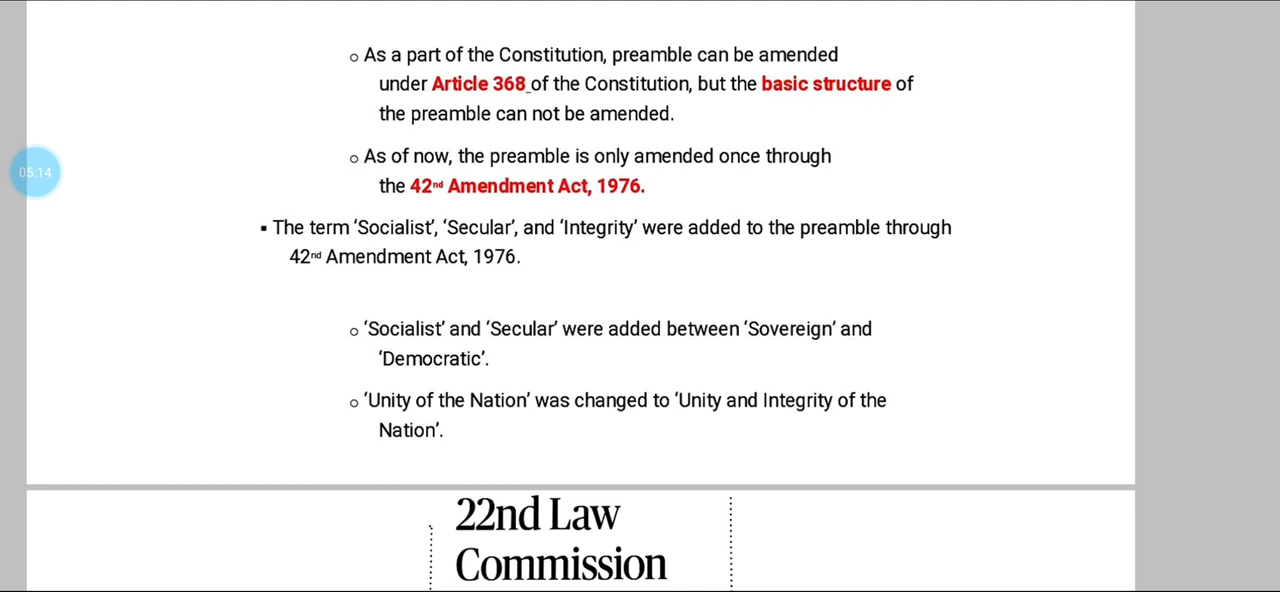 o As a part of the Constitution, preamble can be amended
under Article 368 of the Constitution, but the basic structure of
the preamble can not be amended.
o As of now, the preamble is only amended once through
the 42nd Amendment Act, 1976.
▪ The term ‘Socialist’, ‘Secular’, and ‘Integrity’ were added to the preamble through
42nd Amendment Act, 1976.
o ‘Socialist’ and ‘Secular’ were added between ‘Sovereign’ and
‘Democratic’.
o ‘Unity of the Nation’ was changed to ‘Unity and Integrity of the
Nation’.
05:14
22nd Law
Commission